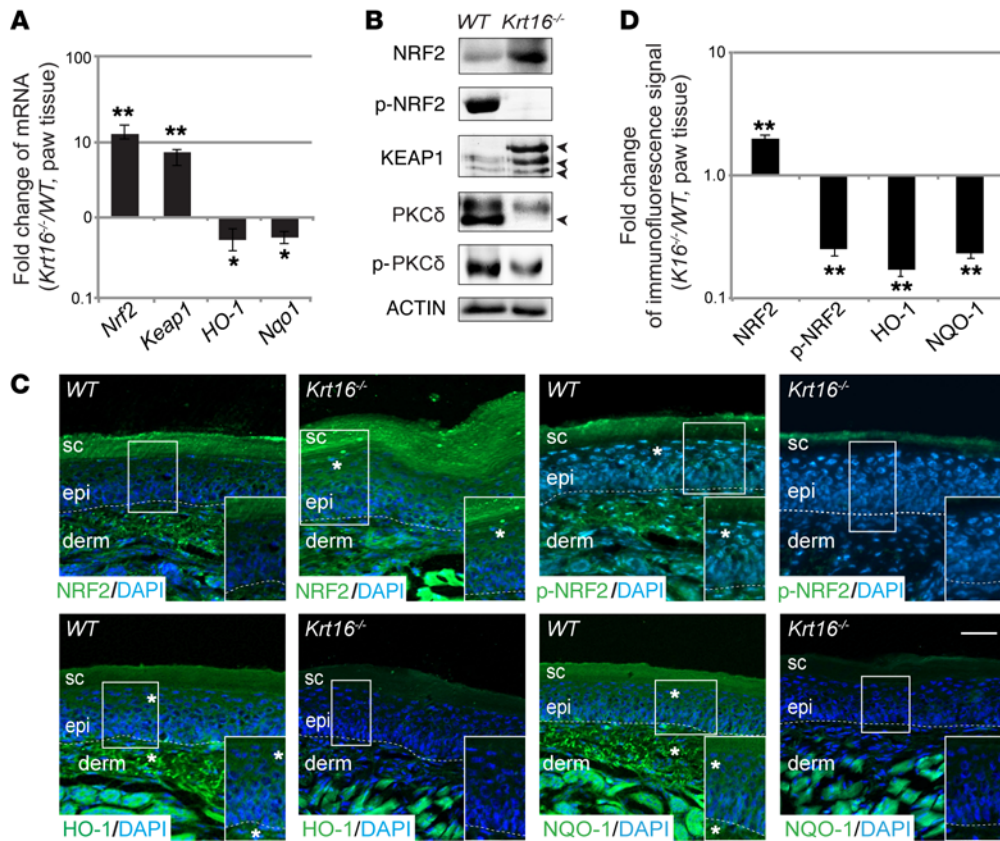 A
Fold change of mRNA
(Krt16-/-/WT, paw tissue)
100
10
0
0.1
**
**
*
*
Nrf2
Keap1
HO-1
Nqo1
B
WT Krt16-/-
NRF2
p-NRF2
KEAP1
PKCδ
p-PKCδ
ACTIN
D
Fold change
of immunofluorescence signal
(K16-/-/WT, paw tissue)
10
1.0
0.1
**
**
**
**
NRF2
p-NRF2
HO-1
NQO-1
C
WT
sc
epi
derm
NRF2/DAPI
Krt16-/-
*
*
sc
epi
derm
NRF2/DAPI
WT
sc
*
epi
*
derm
p-NRF2/DAPI
Krt16-/-
sc
epi
derm
p-NRF2/DAPI
WT
sc
*
epi
*
*
derm
*
HO-1/DAPI
Krt16-/-
sc
epi
derm
HO-1/DAPI
WT
sc
*
epi
*
*
derm
*
NQO-1/DAPI
Krt16-/-
sc
epi
derm
NQO-1/DAPI